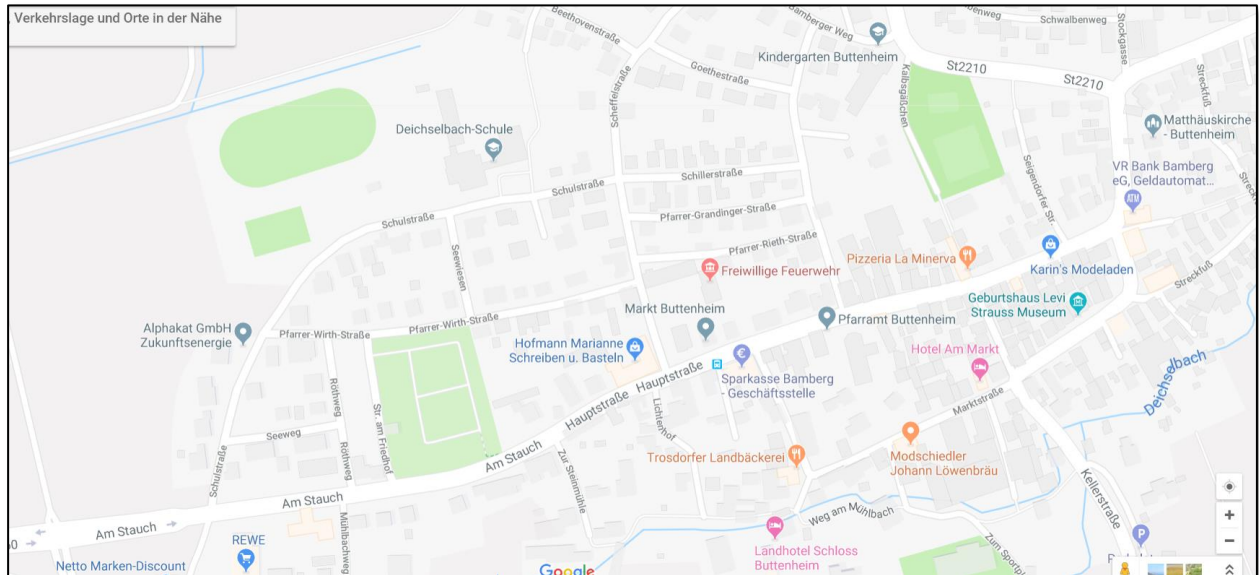 Verkehrslage und Orte in der Nähe
Beethovenstraße
Bamberger Weg
Schwalbenweg
Stockgasse
Kindergarten Buttenheim
Goethestraße
Scheffelstraße
Kalbsgäßchen
St2210
St2210
Streckfuß
Deichselbach-Schule
Matthäuskirche
- Buttenheim
VR Bank Bamberg
eG, Geldautomat...
ATM
Schillerstraße
Schulstraße
Schulstraße
Seigendorfer Str.
Pfarrer-Grandinger-Straße
Pfarrer-Rieth-Straße
Seewiesen
Pizzeria La Minerva
Karin's Modeladen
Freiwillige Feuerwehr
Streckfuß
Geburtshaus Levi
Strauss Museum
Markt Buttenheim
Pfarramt Buttenheim
Alphakat GmbH
Zukunftsenergie
Pfarrer-Wirth-Straße
Pfarrer-Wirth-Straße
Hofmann Marianne
Schreiben u. Basteln
Hotel Am Markt
Hauptstraße
Hauptstraße
Sparkasse Bamberg
- Geschäftsstelle
Deichselbach
Röthweg
Str. am Friedhof
Lichtenhof
Marktstraße
Seeweg
Am Stauch
Röthweg
Zur Steinmühle
Trosdorfer Landbäckerei
Modschiedler
Johann Löwenbräu
Schulstraße
Kellerstraße
Am Stauch
Am Stauch
Mühlbachweg
Weg am Mühlbach
REWE
Netto Marken-Discount
Landhotel Schloss
Buttenheim
P
Google